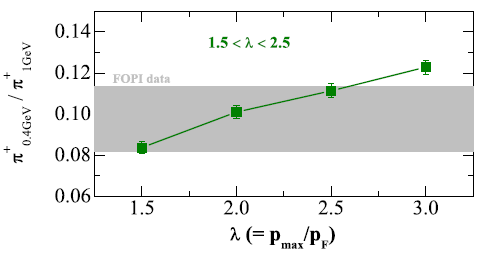 0.14
1.5 < λ < 2.5
0.12
FOPI data
0.10
0.08
0.06
π⁺0.4GeV / π⁺1GeV
1.5 2.0 2.5 3.0
λ (= pmax/pF)